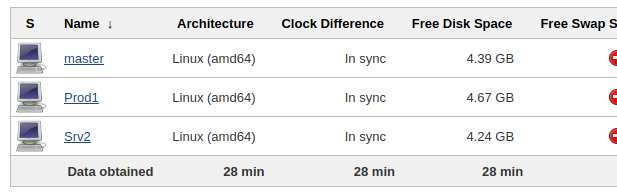 S Name ↓ Architecture Clock Difference Free Disk Space Free Swap S
master Linux (amd64) In sync 4.39 GB
Prod1 Linux (amd64) In sync 4.67 GB
Srv2 Linux (amd64) In sync 4.24 GB
Data obtained 28 min 28 min 28 min